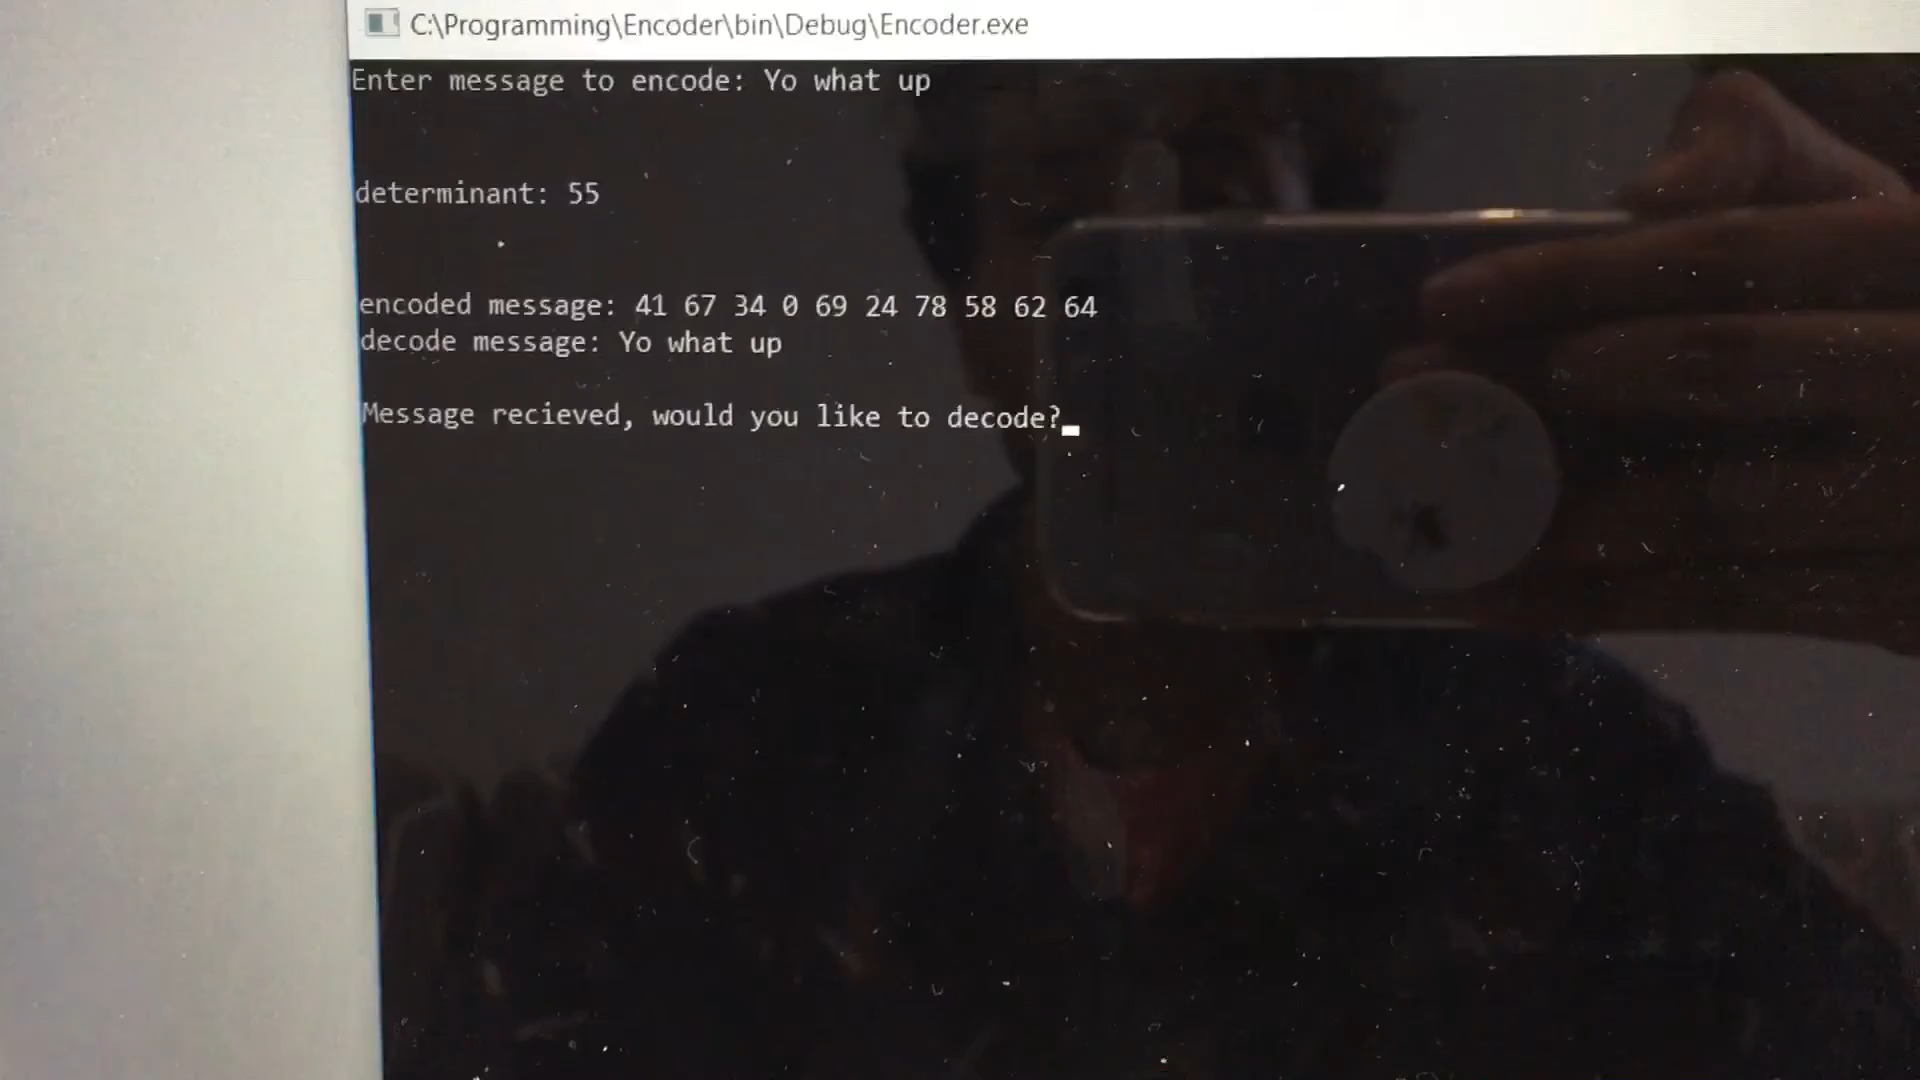 C:\Programming\Encoder\bin\Debug\Encoder.exe
Enter message to encode: Yo what up
determinant: 55
encoded message: 41 67 34 0 69 24 78 58 62 64
decode message: Yo what up
Message recieved, would you like to decode?